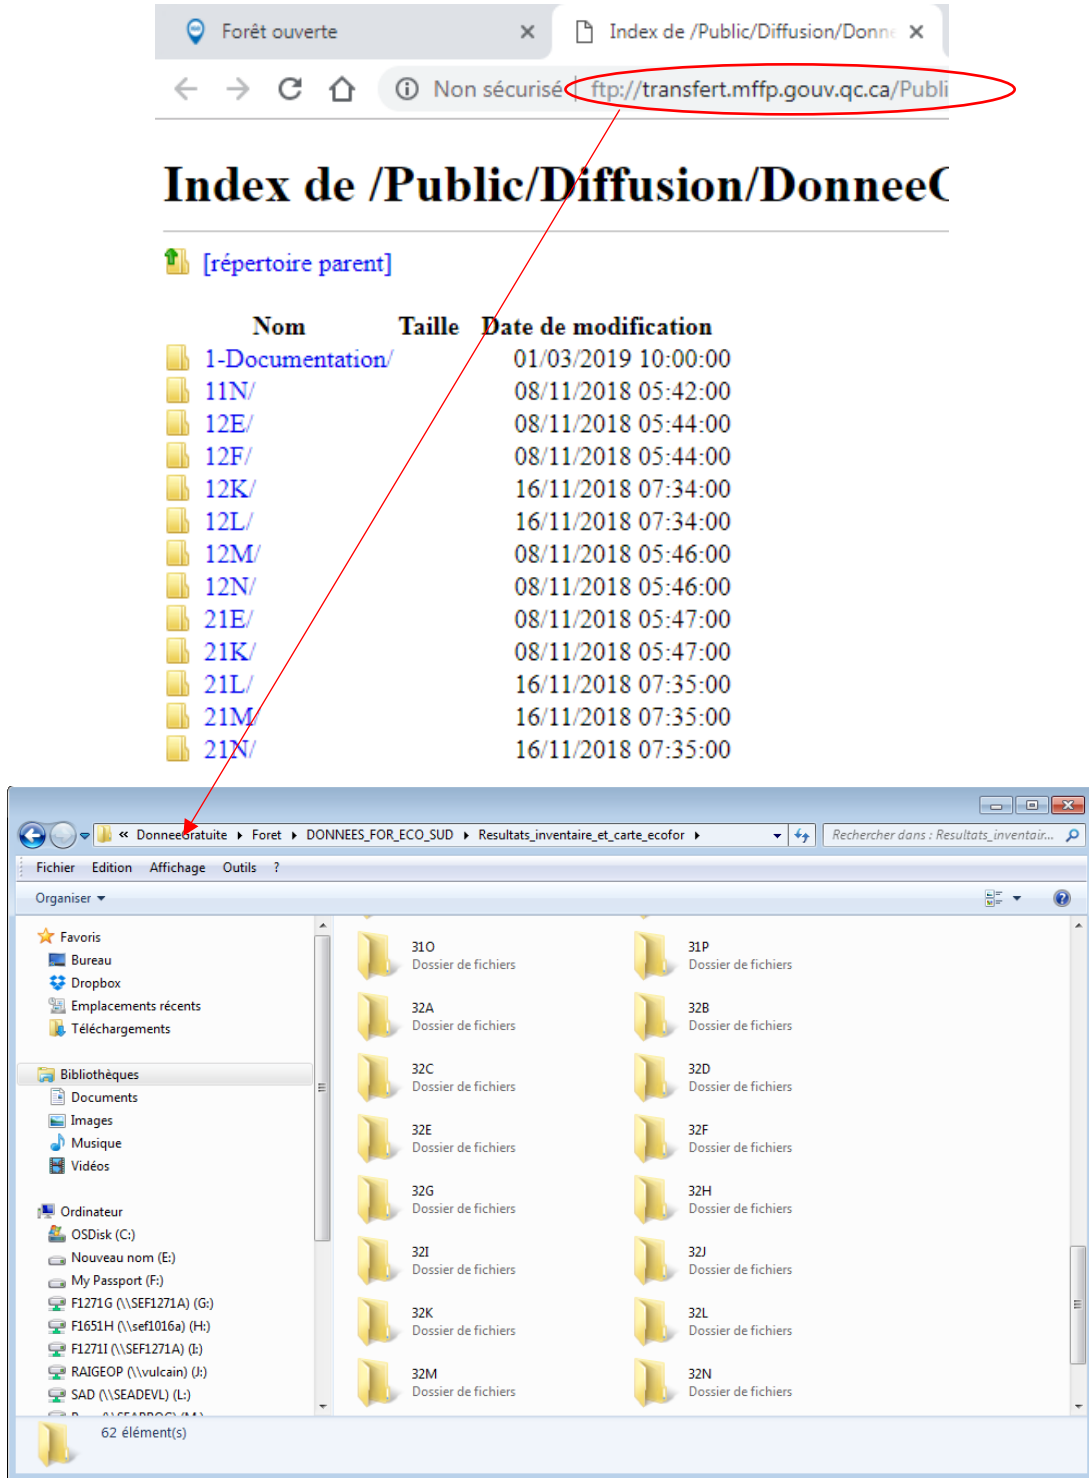 Forêt ouverte
Index de /Public/Diffusion/Donne
Non sécurisé ftp://transfert.mffp.gouv.qc.ca/Publi
Index de /Public/Diffusion/Donnee
[répertoire parent]
Nom Taille Date de modification
1-Documentation/ 01/03/2019 10:00:00
11N/ 08/11/2018 05:42:00
12E/ 08/11/2018 05:44:00
12F/ 08/11/2018 05:44:00
12K/ 16/11/2018 07:34:00
12L/ 16/11/2018 07:34:00
12M/ 08/11/2018 05:46:00
12N/ 08/11/2018 05:46:00
21E/ 08/11/2018 05:47:00
21K/ 08/11/2018 05:47:00
21L/ 16/11/2018 07:35:00
21M/ 16/11/2018 07:35:00
21N/ 16/11/2018 07:35:00
« DonneeGratuite ▸ Foret ▸ DONNEES_FOR_ECO_SUD ▸ Resultats_inventaire_et_carte_ecofor ▸
Rechercher dans : Resultats_inventair...
Fichier Edition Affichage Outils ?
Organiser
Favoris
Bureau
Dropbox
Emplacements récents
Téléchargements
Bibliothèques
Documents
Images
Musique
Vidéos
Ordinateur
OSDisk (C:)
Nouveau nom (E:)
My Passport (F:)
F1271G (\\SEF1271A) (G:)
F1651H (\\sef1016a) (H:)
F1271I (\\SEF1271A) (I:)
RAIGEOP (\\vulcain) (J:)
SAD (\\SEADEVL) (L:)
31O 31P
Dossier de fichiers Dossier de fichiers
32A 32B
Dossier de fichiers Dossier de fichiers
32C 32D
Dossier de fichiers Dossier de fichiers
32E 32F
Dossier de fichiers Dossier de fichiers
32G 32H
Dossier de fichiers Dossier de fichiers
32I 32J
Dossier de fichiers Dossier de fichiers
32K 32L
Dossier de fichiers Dossier de fichiers
32M 32N
Dossier de fichiers Dossier de fichiers
62 élément(s)